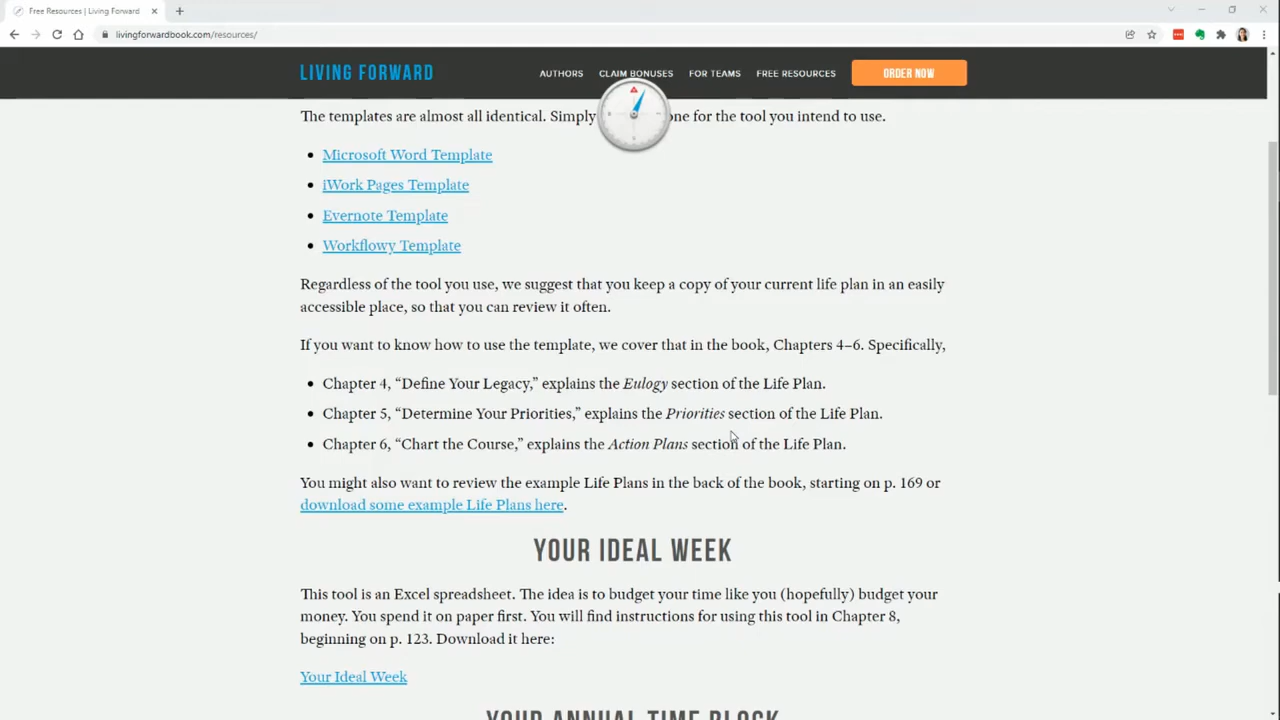 Free Resources | Living Forward
livingforwardbook.com/resources/
LIVING FORWARD
AUTHORS CLAIM BONUSES FOR TEAMS FREE RESOURCES ORDER NOW
The templates are almost all identical. Simply one for the tool you intend to use.
• Microsoft Word Template
• iWork Pages Template
• Evernote Template
• Workflowy Template
Regardless of the tool you use, we suggest that you keep a copy of your current life plan in an easily
accessible place, so that you can review it often.
If you want to know how to use the template, we cover that in the book, Chapters 4–6. Specifically,
• Chapter 4, “Define Your Legacy,” explains the Eulogy section of the Life Plan.
• Chapter 5, “Determine Your Priorities,” explains the Priorities section of the Life Plan.
• Chapter 6, “Chart the Course,” explains the Action Plans section of the Life Plan.
You might also want to review the example Life Plans in the back of the book, starting on p. 169 or
download some example Life Plans here.
YOUR IDEAL WEEK
This tool is an Excel spreadsheet. The idea is to budget your time like you (hopefully) budget your
money. You spend it on paper first. You will find instructions for using this tool in Chapter 8,
beginning on p. 123. Download it here:
Your Ideal Week
YOUR ANNUAL TIME BLOCK